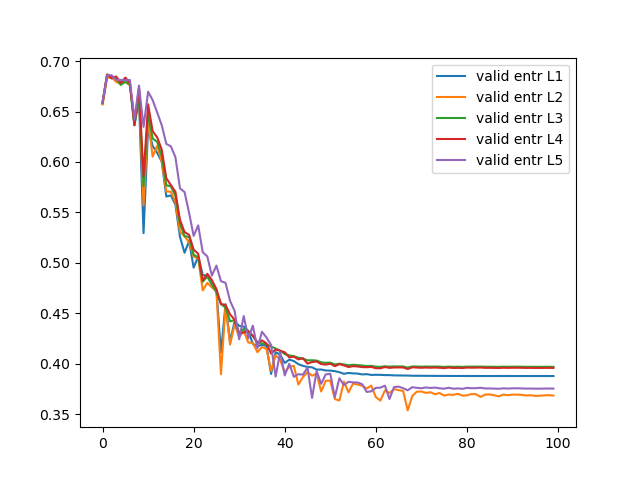 0.70
0.65
0.60
0.55
0.50
0.45
0.40
0.35
0
20
40
60
80
100
valid entr L1
valid entr L2
valid entr L3
valid entr L4
valid entr L5